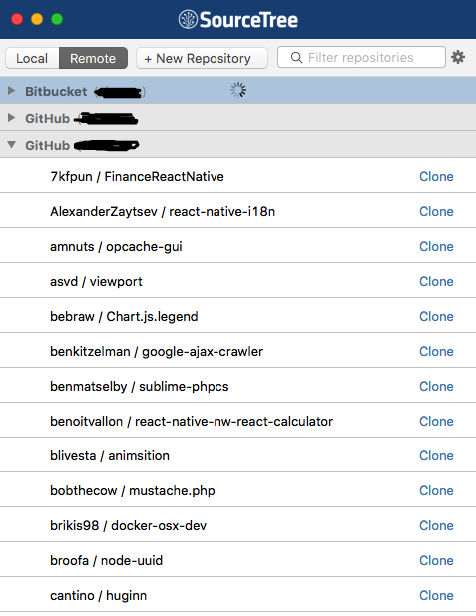 SourceTree
Local Remote + New Repcsitory Filter repositories
Bitbucket )
GitHub
GitHub
7kfpun / FinanceReactNative Clone
AlexanderZaytsev / react-native-i18n Clone
amnuts / opcache-gui Clone
asvd / viewport Clone
bebraw / Chart.js.legend Clone
benkitzelman / google-ajax-crawler Clone
benmatselby / sublime-phpcs Clone
benoitvallon / react-native-nw-react-calculator Clone
blivesta / animsition Clone
bobthecow / mustache.php Clone
brikis98 / docker-osx-dev Clone
broofa / node-uuid Clone
cantino / huginn Clone